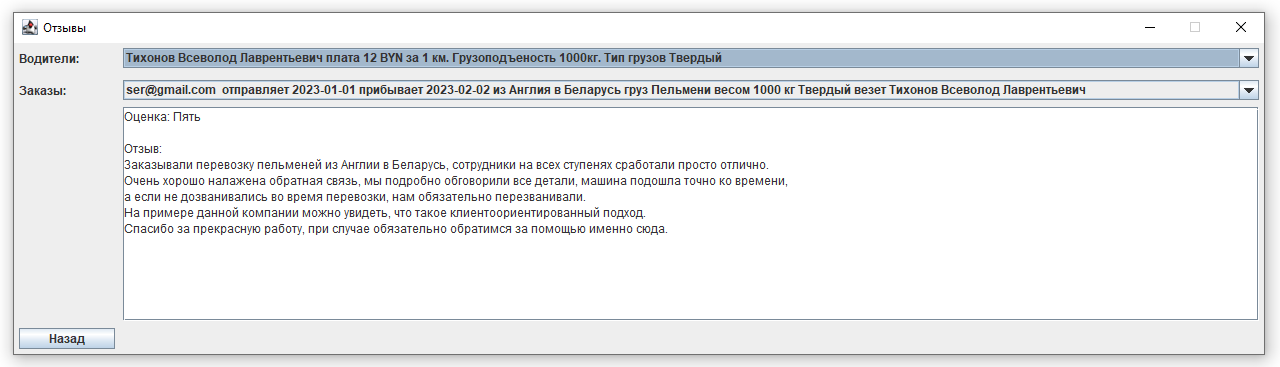 Отзывы
Водители:
Тихонов Всеволод Лаврентьевич плата 12 BYN за 1 км. Грузоподъеность 1000кг. Тип грузов Твердый
Заказы:
ser@gmail.com  отправляет 2023-01-01 прибывает 2023-02-02 из Англия в Беларусь груз Пельмени весом 1000 кг Твердый везет Тихонов Всеволод Лаврентьевич
Оценка: Пять
Отзыв:
Заказывали перевозку пельменей из Англии в Беларусь, сотрудники на всех ступенях сработали просто отлично.
Очень хорошо налажена обратная связь, мы подробно обговорили все детали, машина подошла точно ко времени,
а если не дозванивались во время перевозки, нам обязательно перезванивали.
На примере данной компании можно увидеть, что такое клиентоориентированный подход.
Спасибо за прекрасную работу, при случае обязательно обратимся за помощью именно сюда.
Назад